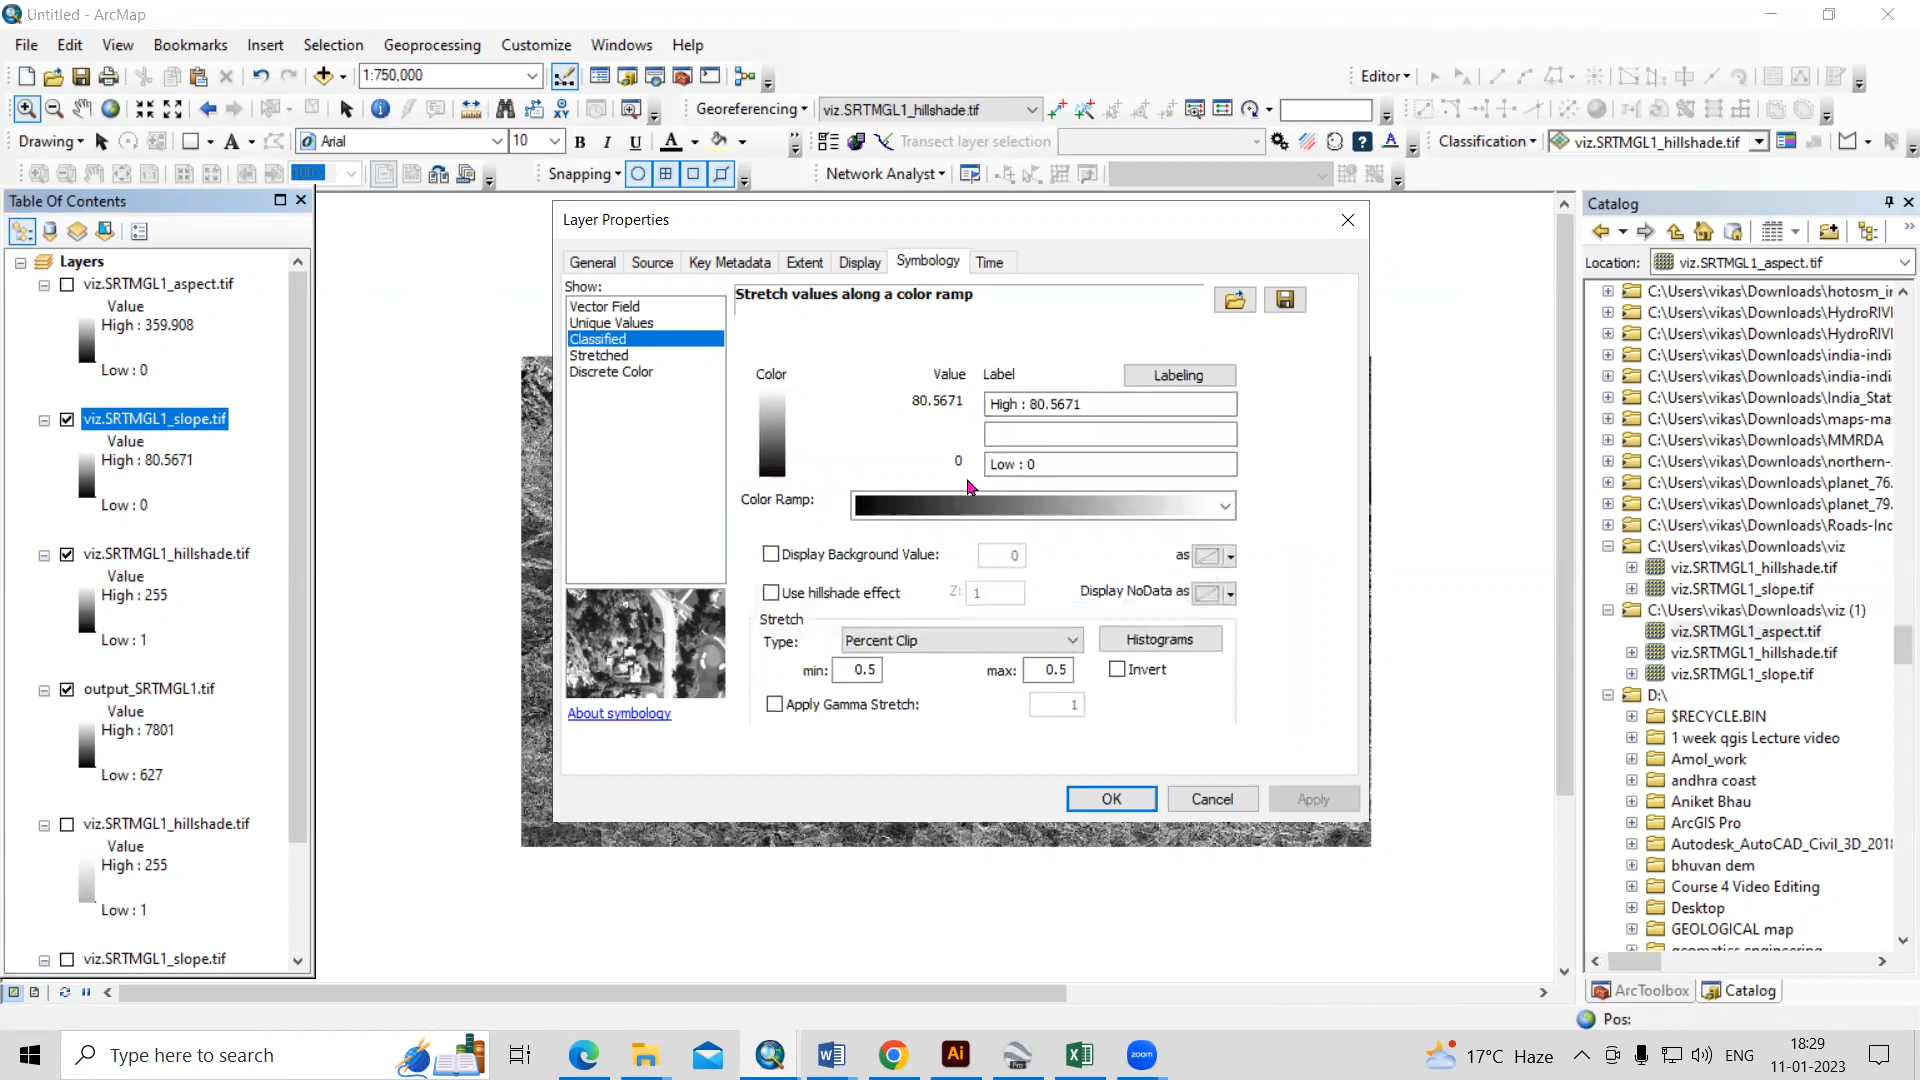 Untitled - ArcMap
File Edit View Bookmarks Insert Selection Geoprocessing Customize Windows Help
1:750,000
Editor
Georeferencing viz.SRTMGL1_hillshade.tif
Drawing Arial 10 B I U A
Transect layer selection
Classification viz.SRTMGL1_hillshade.tif
100%
Snapping
Network Analyst
Table Of Contents
Layers
viz.SRTMGL1_aspect.tif
Value
High : 359.908
Low : 0
viz.SRTMGL1_slope.tif
Value
High : 80.5671
Low : 0
viz.SRTMGL1_hillshade.tif
Value
High : 255
Low : 1
output_SRTMGL1.tif
Value
High : 7801
Low : 627
viz.SRTMGL1_hillshade.tif
Value
High : 255
Low : 1
viz.SRTMGL1_slope.tif
Layer Properties
General Source Key Metadata Extent Display Symbology Time
Show:
Vector Field
Unique Values
Classified
Stretched
Discrete Color
About symbology
Stretch values along a color ramp
Color Value Label Labeling
80.5671 High : 80.5671
0 Low : 0
Color Ramp:
Display Background Value: 0 as
Use hillshade effect Z: 1 Display NoData as
Stretch
Type: Percent Clip Histograms
min: 0.5 max: 0.5 Invert
Apply Gamma Stretch: 1
OK Cancel Apply
Catalog
Location: viz.SRTMGL1_aspect.tif
C:\Users\vikas\Downloads\hotosm_i
C:\Users\vikas\Downloads\HydroRIV
C:\Users\vikas\Downloads\HydroRIV
C:\Users\vikas\Downloads\india-indi
C:\Users\vikas\Downloads\india-indi
C:\Users\vikas\Downloads\India_Stat
C:\Users\vikas\Downloads\maps-ma
C:\Users\vikas\Downloads\MMRDA
C:\Users\vikas\Downloads\northern-
C:\Users\vikas\Downloads\planet_76.
C:\Users\vikas\Downloads\planet_79.
C:\Users\vikas\Downloads\Roads-Inc
C:\Users\vikas\Downloads\viz
viz.SRTMGL1_hillshade.tif
viz.SRTMGL1_slope.tif
C:\Users\vikas\Downloads\viz (1)
viz.SRTMGL1_aspect.tif
viz.SRTMGL1_hillshade.tif
viz.SRTMGL1_slope.tif
D:\
$RECYCLE.BIN
1 week qgis Lecture video
Amol_work
andhra coast
Aniket Bhau
ArcGIS Pro
Autodesk_AutoCAD_Civil_3D_2018
bhuvan dem
Course 4 Video Editing
Desktop
GEOLOGICAL map
geomatics engineering
ArcToolbox Catalog
Pos:
Type here to search
Ai
Pro
zoom
17°C Haze
ENG
18:29
11-01-2023